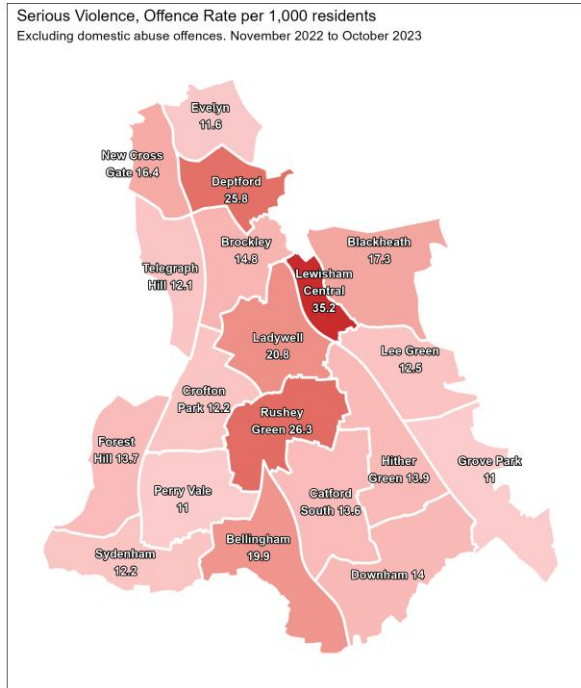 Serious Violence, Offence Rate per 1,000 residents
Excluding domestic abuse offences. November 2022 to October 2023
Evelyn
11.6
New Cross
Gate 16.4
Deptford
25.8
Brockley
14.8
Blackheath
17.3
Telegraph
Hill 12.1
Lewisham
Central
35.2
Ladywell
20.8
Lee Green
12.5
Crofton
Park 12.2
Rushey
Green 26.3
Forest
Hill 13.7
Hither
Green 13.9
Grove Park
11
Perry Vale
11
Catford
South 13.6
Bellingham
19.9
Sydenham
12.2
Downham 14